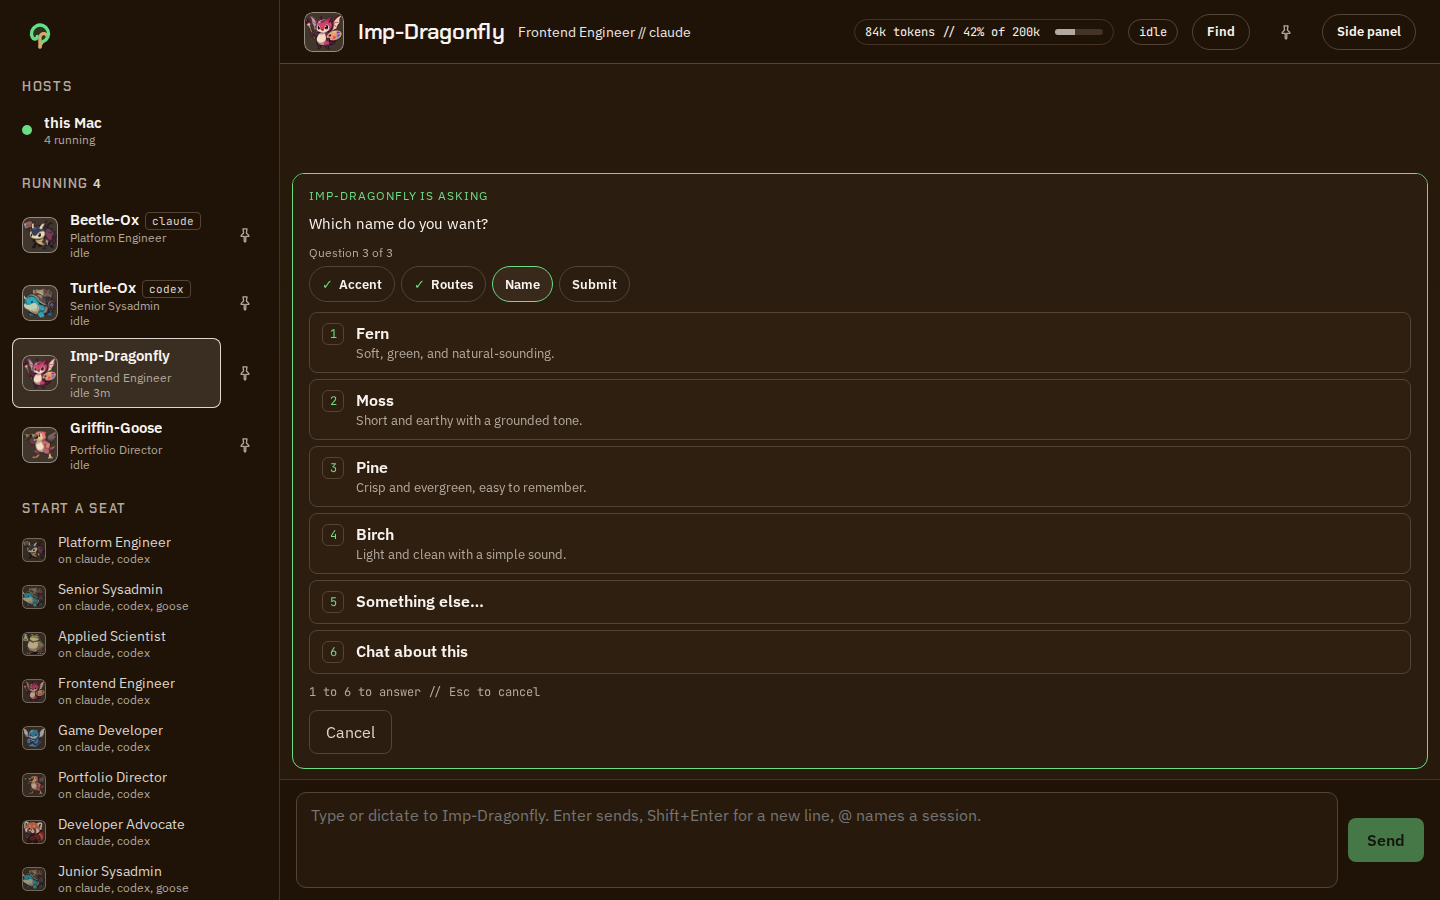 HOSTS
this Mac
4 running
RUNNING 4
Beetle-Ox claude
Platform Engineer
idle
Turtle-Ox codex
Senior Sysadmin
idle
Imp-Dragonfly
Frontend Engineer
idle 3m
Griffin-Goose
Portfolio Director
idle
START A SEAT
Platform Engineer
on claude, codex
Senior Sysadmin
on claude, codex, goose
Applied Scientist
on claude, codex
Frontend Engineer
on claude, codex
Game Developer
on claude, codex
Portfolio Director
on claude, codex
Developer Advocate
on claude, codex
Junior Sysadmin
on claude, codex, goose
Imp-Dragonfly Frontend Engineer // claude
84k tokens // 42% of 200k idle Find Side panel
IMP-DRAGONFLY IS ASKING
Which name do you want?
Question 3 of 3
✓ Accent ✓ Routes Name Submit
1 Fern
Soft, green, and natural-sounding.
2 Moss
Short and earthy with a grounded tone.
3 Pine
Crisp and evergreen, easy to remember.
4 Birch
Light and clean with a simple sound.
5 Something else...
6 Chat about this
1 to 6 to answer // Esc to cancel
Cancel
Type or dictate to Imp-Dragonfly. Enter sends, Shift+Enter for a new line, @ names a session.
Send